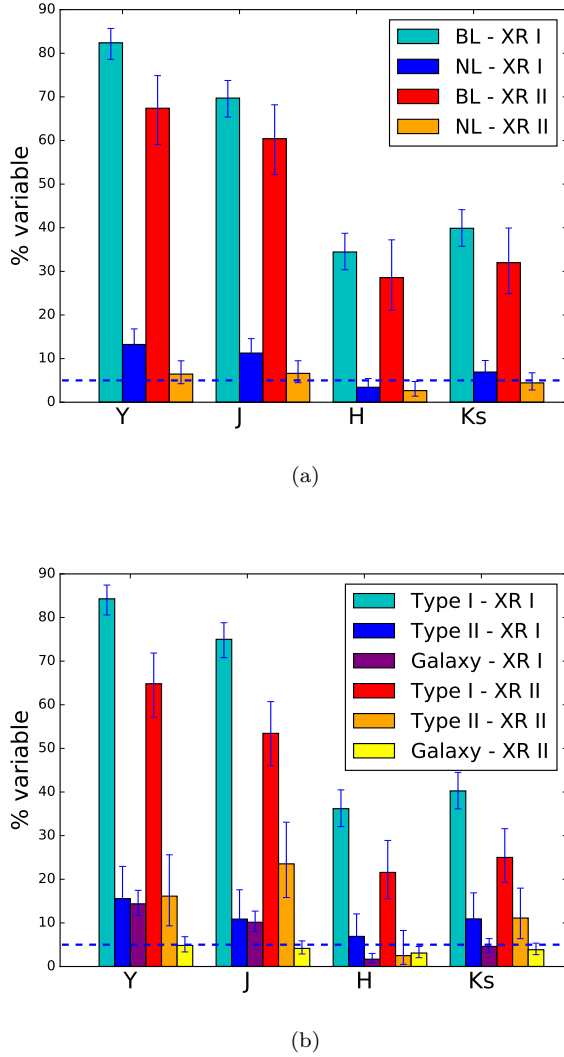 90
80
70
60
50
40
30
20
10
0
% variable
BL - XR I
NL - XR I
BL - XR II
NL - XR II
Y J H Ks
(a)
90
80
70
60
50
40
30
20
10
0
% variable
Type I - XR I
Type II - XR I
Galaxy - XR I
Type I - XR II
Type II - XR II
Galaxy - XR II
Y J H Ks
(b)